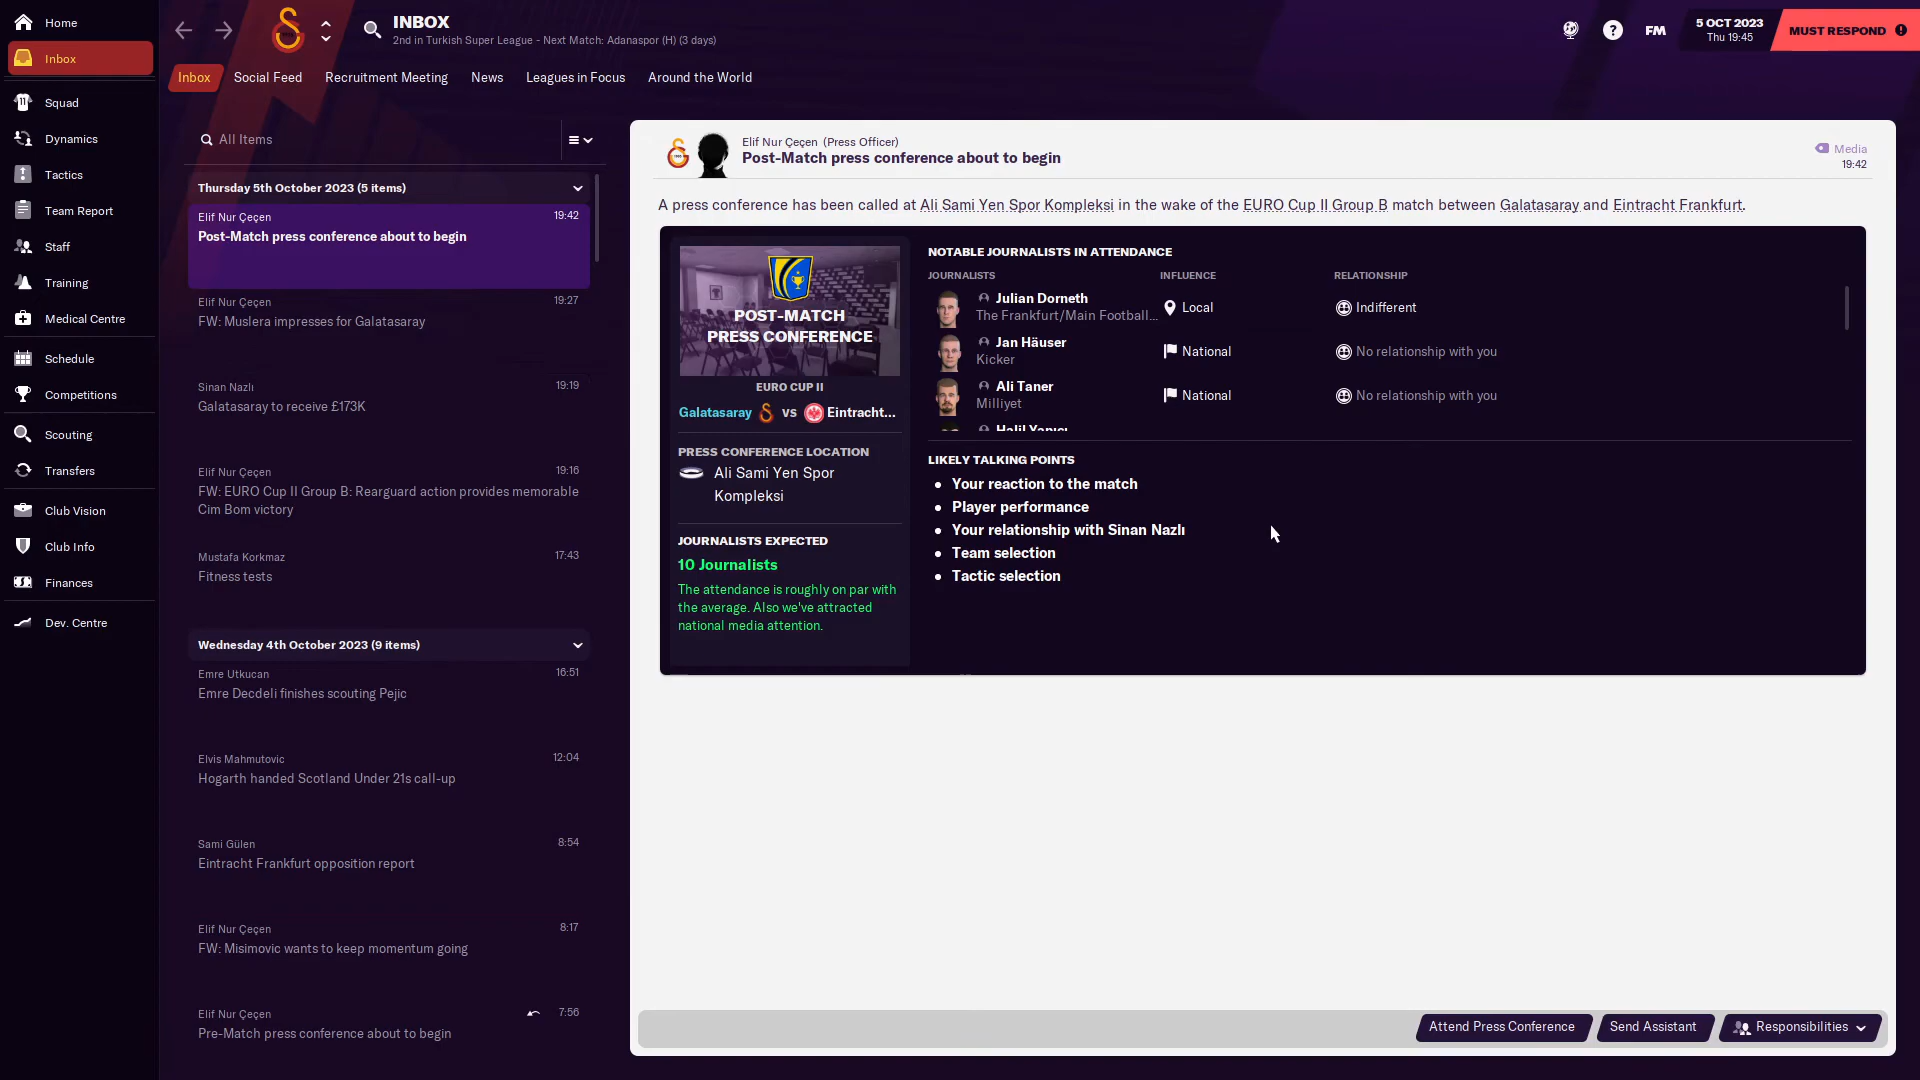 Home
Inbox
Squad
Dynamics
Tactics
Team Report
Staff
Training
Medical Centre
Schedule
Competitions
Scouting
Transfers
Club Vision
Club Info
Finances
Dev. Centre
INBOX
2nd in Turkish Super League - Next Match: Adanaspor (H) (3 days)
?
FM
5 OCT 2023
Thu 19:45
MUST RESPOND
Inbox
Social Feed
Recruitment Meeting
News
Leagues in Focus
Around the World
All Items
Thursday 5th October 2023 (5 items)
Elif Nur Çeçen 19:42
Post-Match press conference about to begin
Elif Nur Çeçen 19:27
FW: Muslera impresses for Galatasaray
Sinan Nazlı 19:19
Galatasaray to receive £173K
Elif Nur Çeçen 19:16
FW: EURO Cup II Group B: Rearguard action provides memorable
Cim Bom victory
Mustafa Korkmaz 17:43
Fitness tests
Wednesday 4th October 2023 (9 items)
Emre Utkucan 16:51
Emre Decdeli finishes scouting Pejic
Elvis Mahmutovic 12:04
Hogarth handed Scotland Under 21s call-up
Sami Gülen 8:54
Eintracht Frankfurt opposition report
Elif Nur Çeçen 8:17
FW: Misimovic wants to keep momentum going
Elif Nur Çeçen 7:56
Pre-Match press conference about to begin
Elif Nur Çeçen (Press Officer)
Post-Match press conference about to begin
Media
19:42
A press conference has been called at Ali Sami Yen Spor Kompleksi in the wake of the EURO Cup II Group B match between Galatasaray and Eintracht Frankfurt.
POST-MATCH
PRESS CONFERENCE
EURO CUP II
Galatasaray vs Eintracht...
PRESS CONFERENCE LOCATION
Ali Sami Yen Spor
Kompleksi
JOURNALISTS EXPECTED
10 Journalists
The attendance is roughly on par with
the average. Also we've attracted
national media attention.
NOTABLE JOURNALISTS IN ATTENDANCE
JOURNALISTS INFLUENCE RELATIONSHIP
Julian Dorneth
The Frankfurt/Main Football... Local Indifferent
Jan Häuser
Kicker National No relationship with you
Ali Taner
Milliyet National No relationship with you
Halil Yapıcı
LIKELY TALKING POINTS
• Your reaction to the match
• Player performance
• Your relationship with Sinan Nazlı
• Team selection
• Tactic selection
Attend Press Conference
Send Assistant
Responsibilities